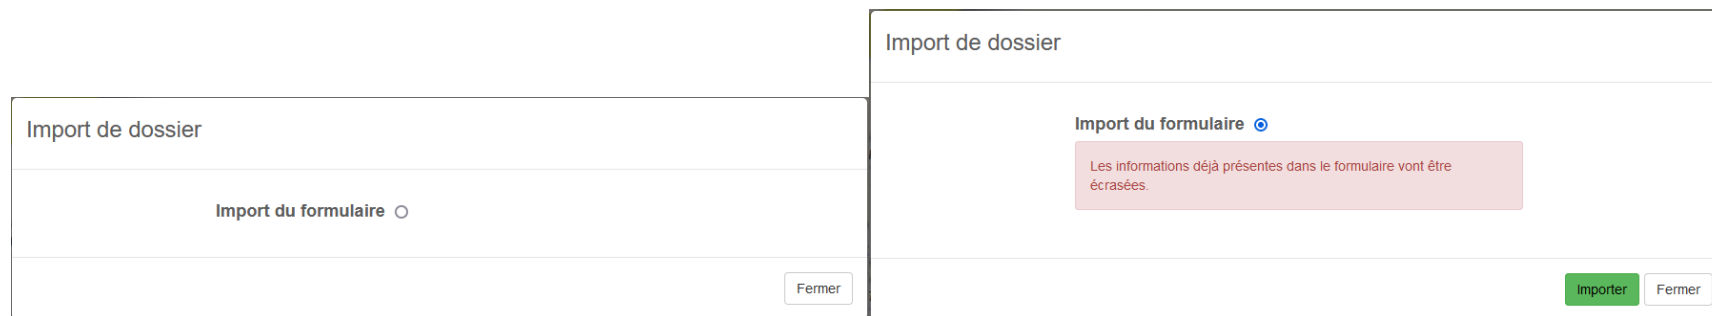 Import de dossier
Import du formulaire
Fermer
Import de dossier
Import du formulaire
Les informations déjà présentes dans le formulaire vont être
écrasées.
Importer Fermer